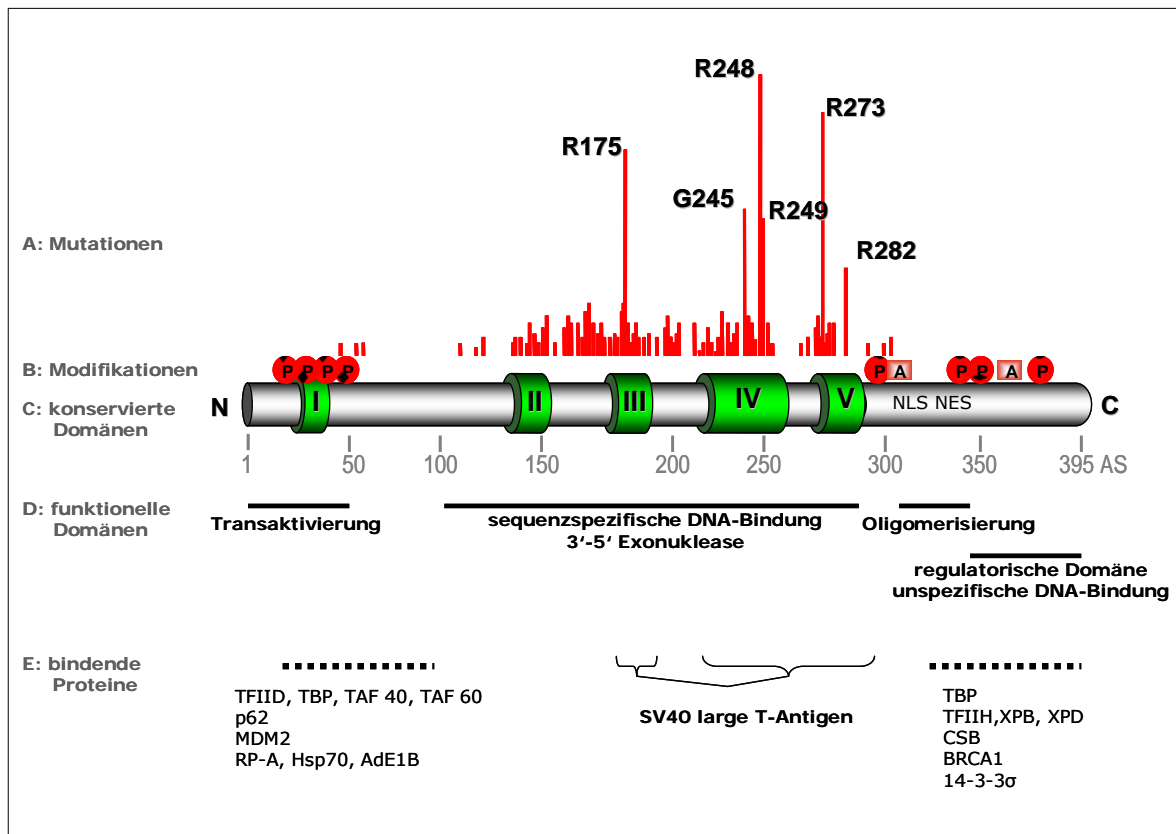 R248
R273
R175
G245
R249
R282
A: Mutationen
B: Modifikationen
P P P P P A P P A P
C: konservierte
Domänen
N I II III IV V NLS NES C
1 50 100 150 200 250 300 350 395 AS
D: funktionelle
Domänen
Transaktivierung
sequenzspezifische DNA-Bindung
3‘-5‘ Exonuklease
Oligomerisierung
regulatorische Domäne
unspezifische DNA-Bindung
E: bindende
Proteine
TFIID, TBP, TAF 40, TAF 60
p62
MDM2
RP-A, Hsp70, AdE1B
SV40 large T-Antigen
TBP
TFIIH,XPB, XPD
CSB
BRCA1
14-3-3σ